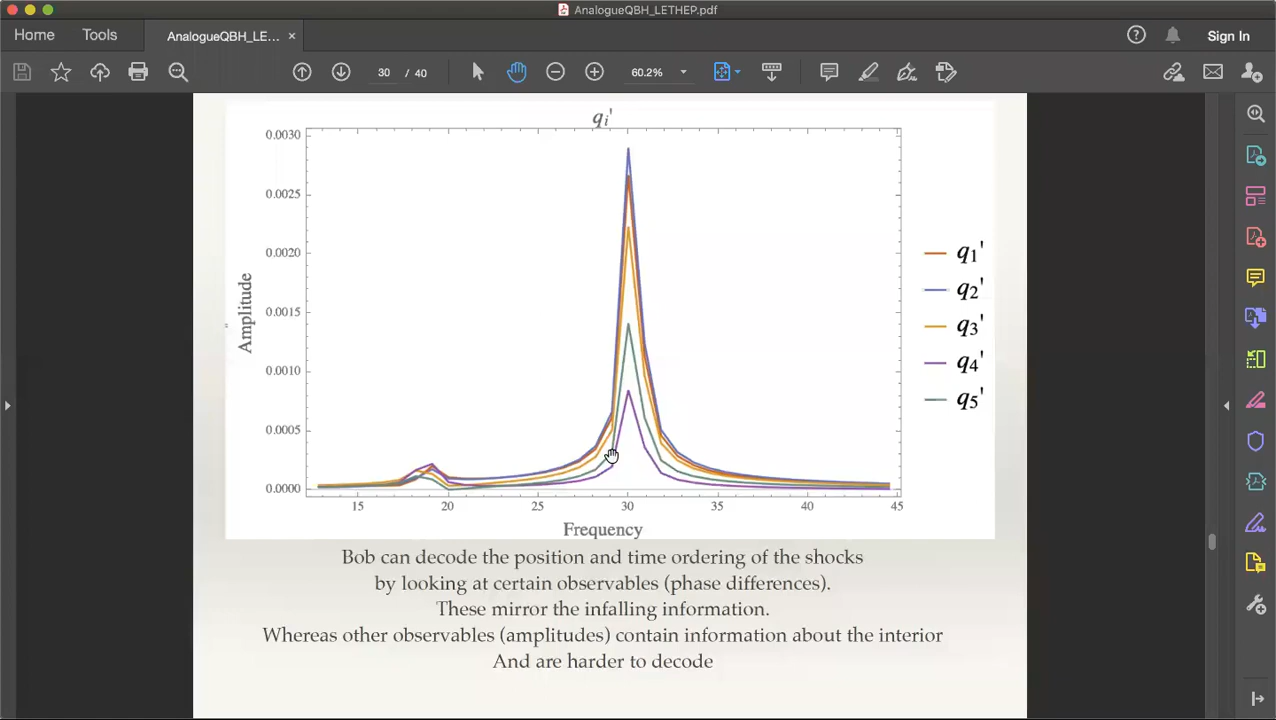 AnalogueQBH_LETHEP.pdf
Home Tools AnalogueQBH_LE... × Sign In
30 / 40 60.2%
qi'
0.0030
0.0025
0.0020
0.0015
0.0010
0.0005
0.0000
Amplitude
15 20 25 30 35 40 45
Frequency
q1'
q2'
q3'
q4'
q5'
Bob can decode the position and time ordering of the shocks
by looking at certain observables (phase differences).
These mirror the infalling information.
Whereas other observables (amplitudes) contain information about the interior
And are harder to decode